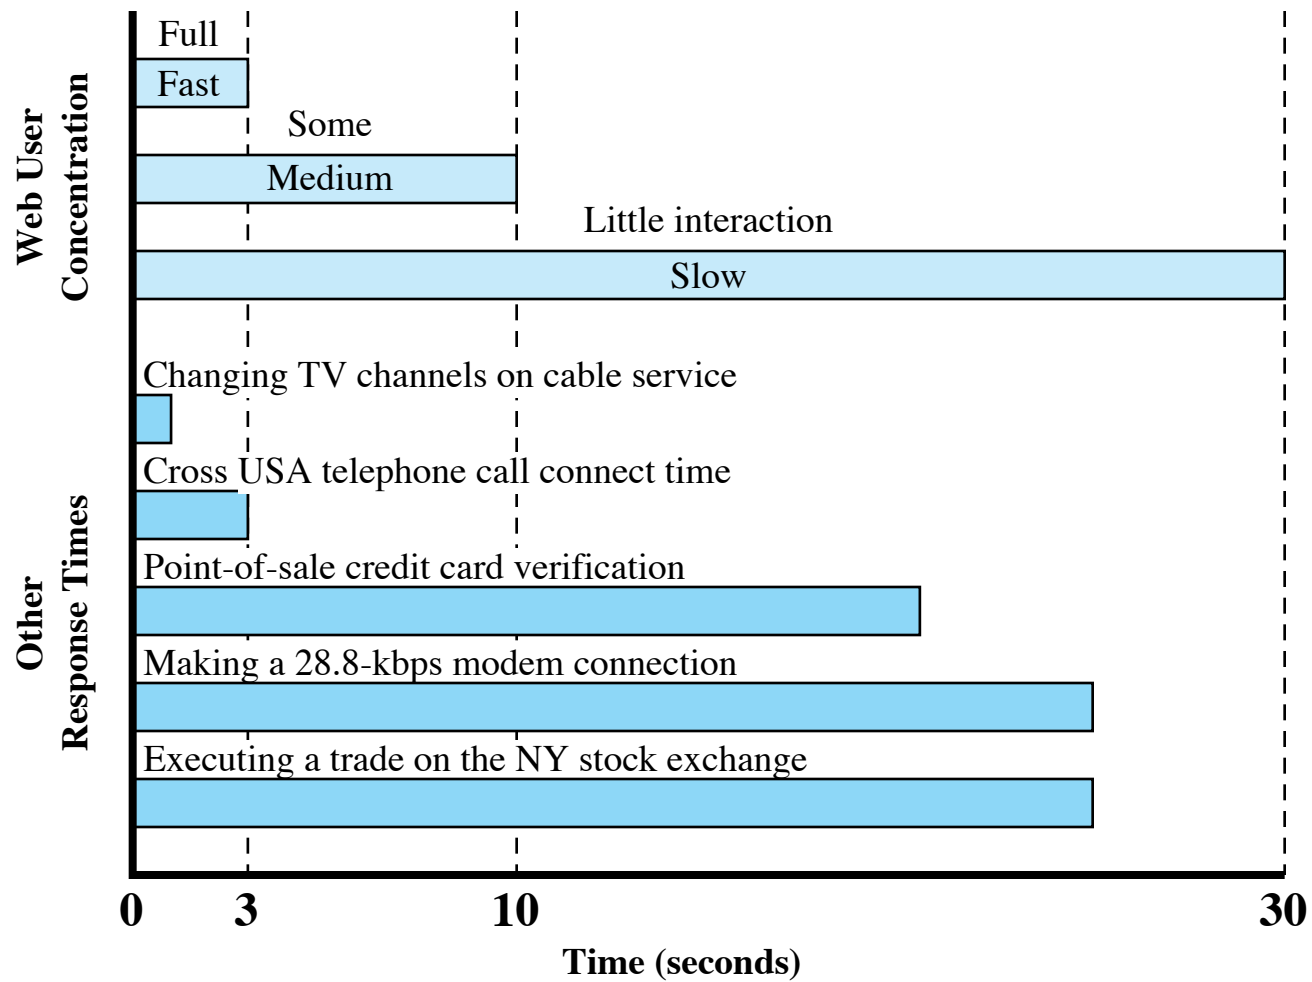 Web User
Concentration
Full
Fast
Some
Medium
Little interaction
Slow
Other
Response Times
Changing TV channels on cable service
Cross USA telephone call connect time
Point-of-sale credit card verification
Making a 28.8-kbps modem connection
Executing a trade on the NY stock exchange
0 3 10 30
Time (seconds)